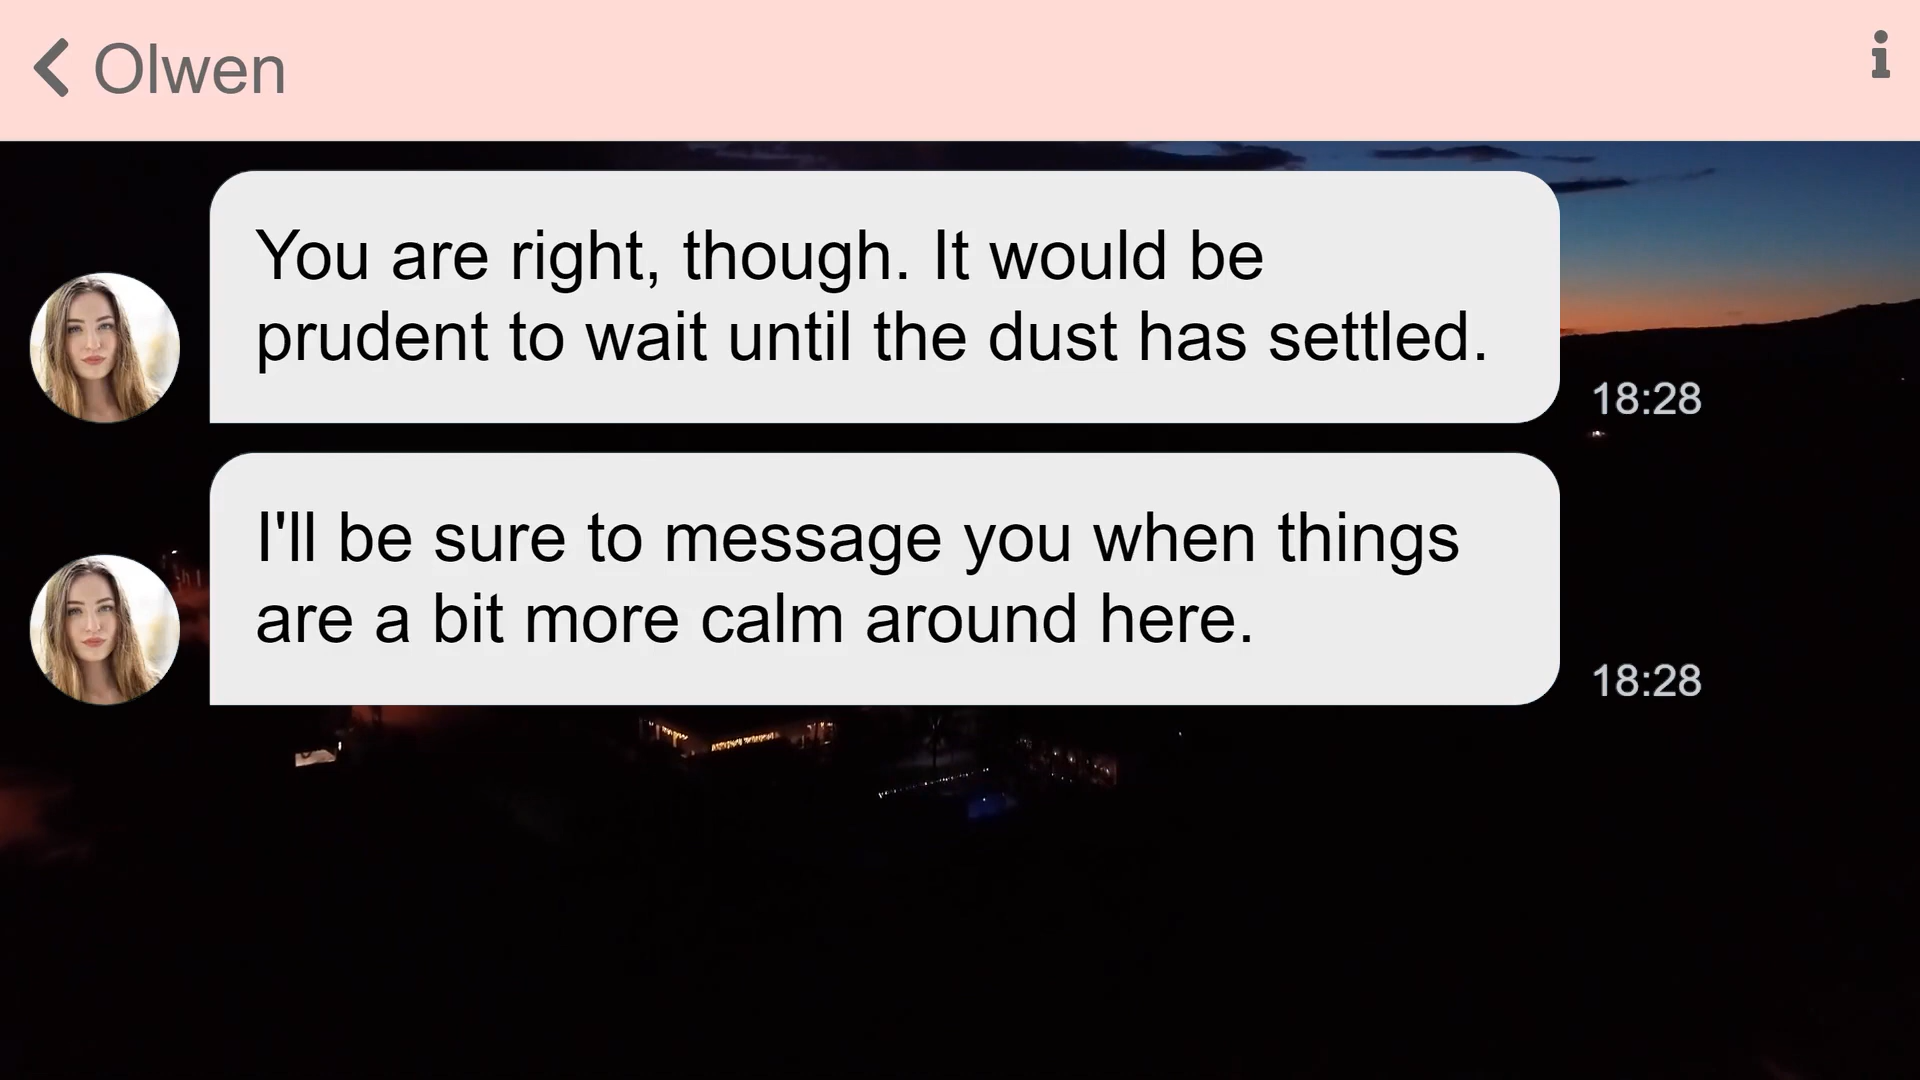 Olwen
You are right, though. It would be
prudent to wait until the dust has settled.
18:28
I'll be sure to message you when things
are a bit more calm around here.
18:28